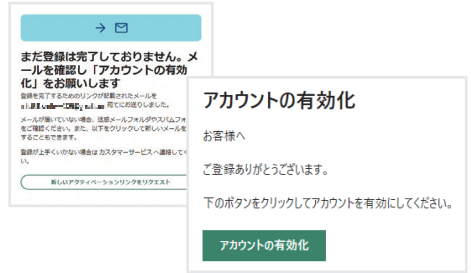 まだ登録は完了しておりません。メ
ールを確認し「アカウントの有効
化」をお願いします
登録を完了するためのリンクが記載されたメールを
宛てにお送りしました。
メールが届いていない場合、迷惑メールフォルダやスパムフォ
をご確認ください。また、以下をクリックして新しいメールを
することもできます。
登録が上手くいかない場合は カスタマーサービス へ連絡してく
い。
新しいアクティベーションリンクをリクエスト
アカウントの有効化
お客様へ
ご登録ありがとうございます。
下のボタンをクリックしてアカウントを有効にしてください。
アカウントの有効化